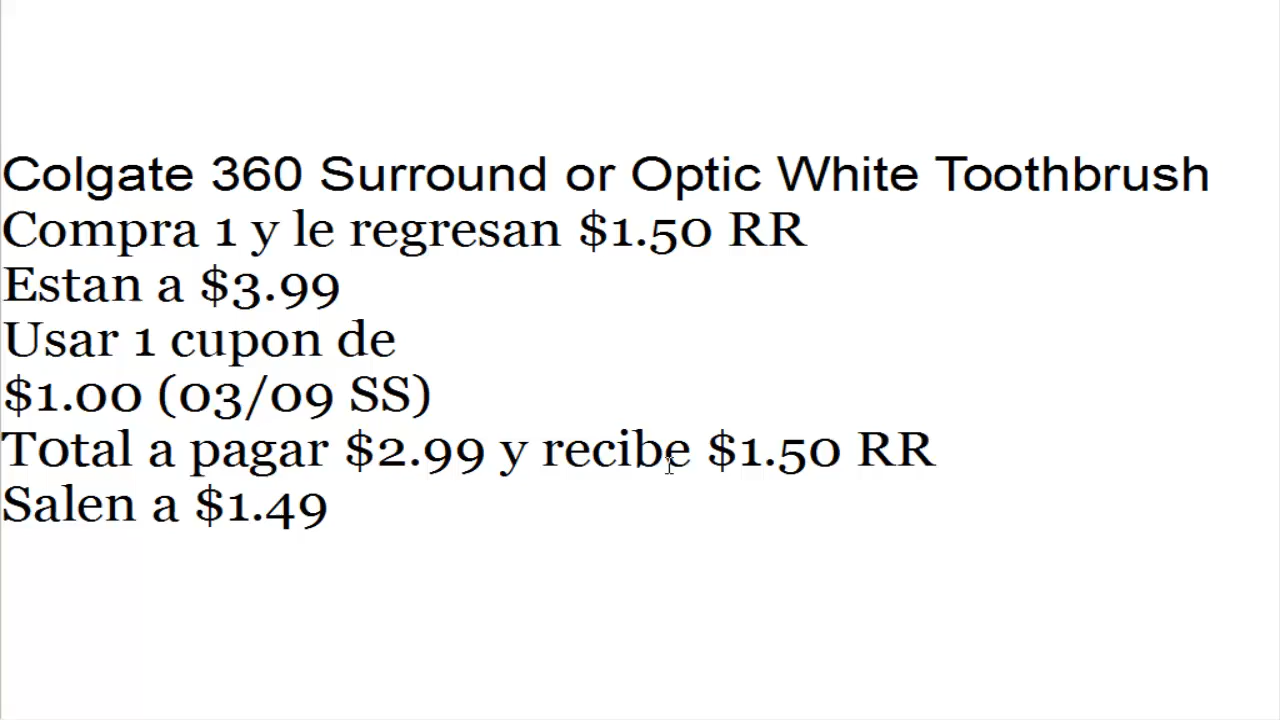 Colgate 360 Surround or Optic White Toothbrush
Compra 1 y le regresan $1.50 RR
Estan a $3.99
Usar 1 cupon de
$1.00 (03/09 SS)
Total a pagar $2.99 y recibe $1.50 RR
Salen a $1.49